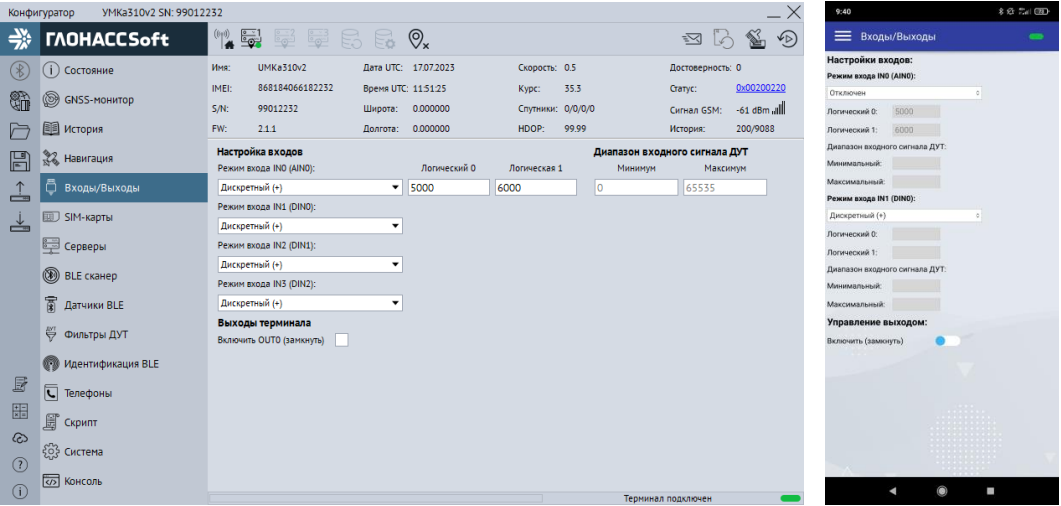 Конфигуратор УМКа310v2 SN: 99012232
ГЛОНАССSoft
Состояние
GNSS-монитор
История
Навигация
Входы/Выходы
SIM-карты
Серверы
BLE сканер
Датчики BLE
Фильтры ДУТ
Идентификация BLE
Телефоны
Скрипт
Система
Консоль
Имя: UMKa310v2 Дата UTC: 17.07.2023 Скорость: 0.5 Достоверность: 0
IMEI: 868184066182232 Время UTC: 11:51:25 Курс: 35.3 Статус: 0x00200220
S/N: 99012232 Широта: 0.000000 Спутники: 0/0/0/0 Сигнал GSM: -61 dBm
FW: 2.1.1 Долгота: 0.000000 HDOP: 99.99 История: 200/9088
Настройка входов Диапазон входного сигнала ДУТ
Режим входа IN0 (AIN0): Логический 0 Логическая 1 Минимум Максимум
Дискретный (+) 5000 6000 0 65535
Режим входа IN1 (DIN0):
Дискретный (+)
Режим входа IN2 (DIN1):
Дискретный (+)
Режим входа IN3 (DIN2):
Дискретный (+)
Выходы терминала
Включить OUT0 (замкнуть)
Терминал подключен
9:40
Входы/Выходы
Настройки входов:
Режим входа IN0 (AIN0):
Отключен
Логический 0: 5000
Логический 1: 6000
Диапазон входного сигнала ДУТ:
Минимальный:
Максимальный:
Режим входа IN1 (DIN0):
Дискретный (+)
Логический 0:
Логический 1:
Диапазон входного сигнала ДУТ:
Минимальный:
Максимальный:
Управление выходом:
Включить (замкнуть)